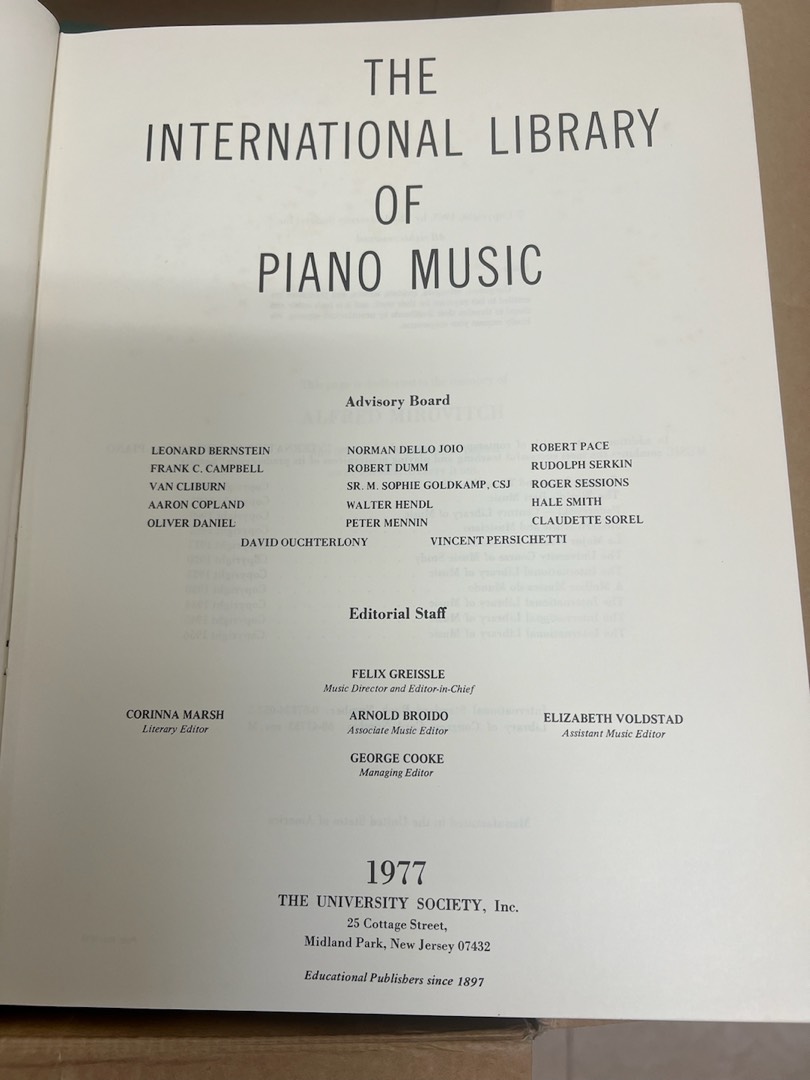 THE
INTERNATIONAL LIBRARY
OF
PIANO MUSIC
Advisory Board
LEONARD BERNSTEIN NORMAN DELLO JOIO ROBERT PACE
FRANK C. CAMPBELL ROBERT DUMM RUDOLPH SERKIN
VAN CLIBURN SR. M. SOPHIE GOLDKAMP, CSJ ROGER SESSIONS
AARON COPLAND WALTER HENDL HALE SMITH
OLIVER DANIEL PETER MENNIN CLAUDETTE SOREL
DAVID OUCHTERLONY VINCENT PERSICHETTI
Editorial Staff
FELIX GREISSLE
Music Director and Editor-in-Chief
CORINNA MARSH ARNOLD BROIDO ELIZABETH VOLDSTAD
Literary Editor Associate Music Editor Assistant Music Editor
GEORGE COOKE
Managing Editor
1977
THE UNIVERSITY SOCIETY, Inc.
25 Cottage Street,
Midland Park, New Jersey 07432
Educational Publishers since 1897